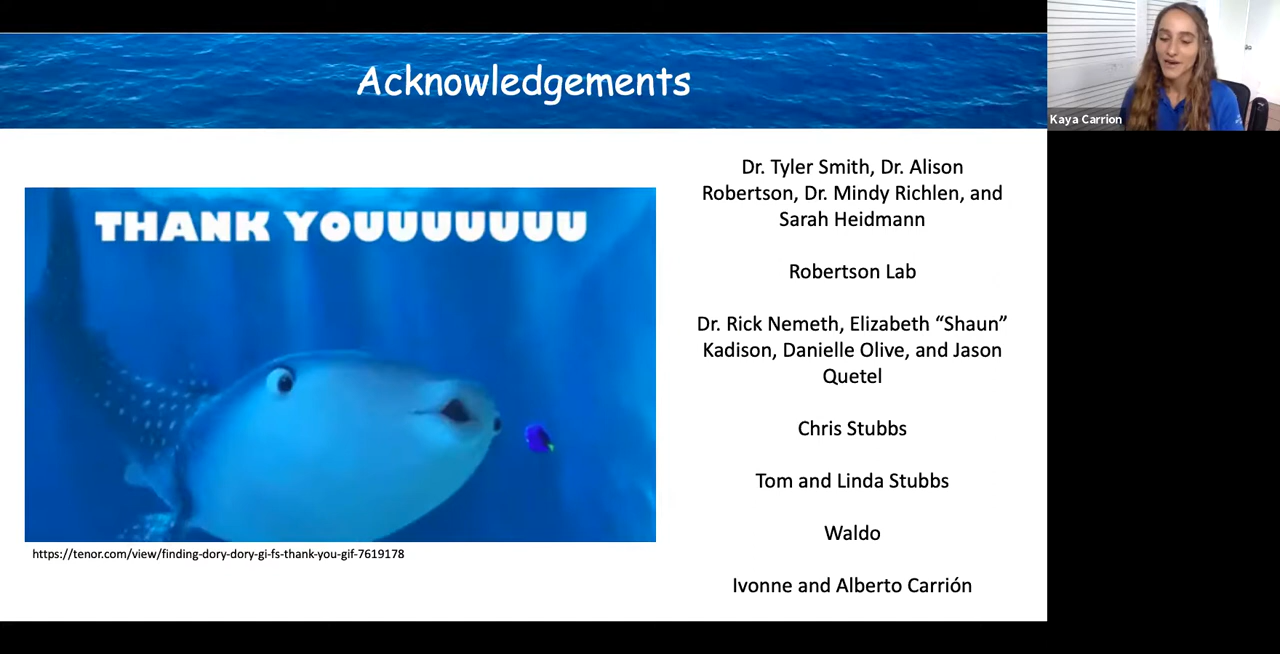 Acknowledgements
Kaya Carrion
THANK YOUUUUUUU
https://tenor.com/view/finding-dory-dory-gi-fs-thank-you-gif-7619178
Dr. Tyler Smith, Dr. Alison
Robertson, Dr. Mindy Richlen, and
Sarah Heidmann
Robertson Lab
Dr. Rick Nemeth, Elizabeth “Shaun”
Kadison, Danielle Olive, and Jason
Quetel
Chris Stubbs
Tom and Linda Stubbs
Waldo
Ivonne and Alberto Carrión